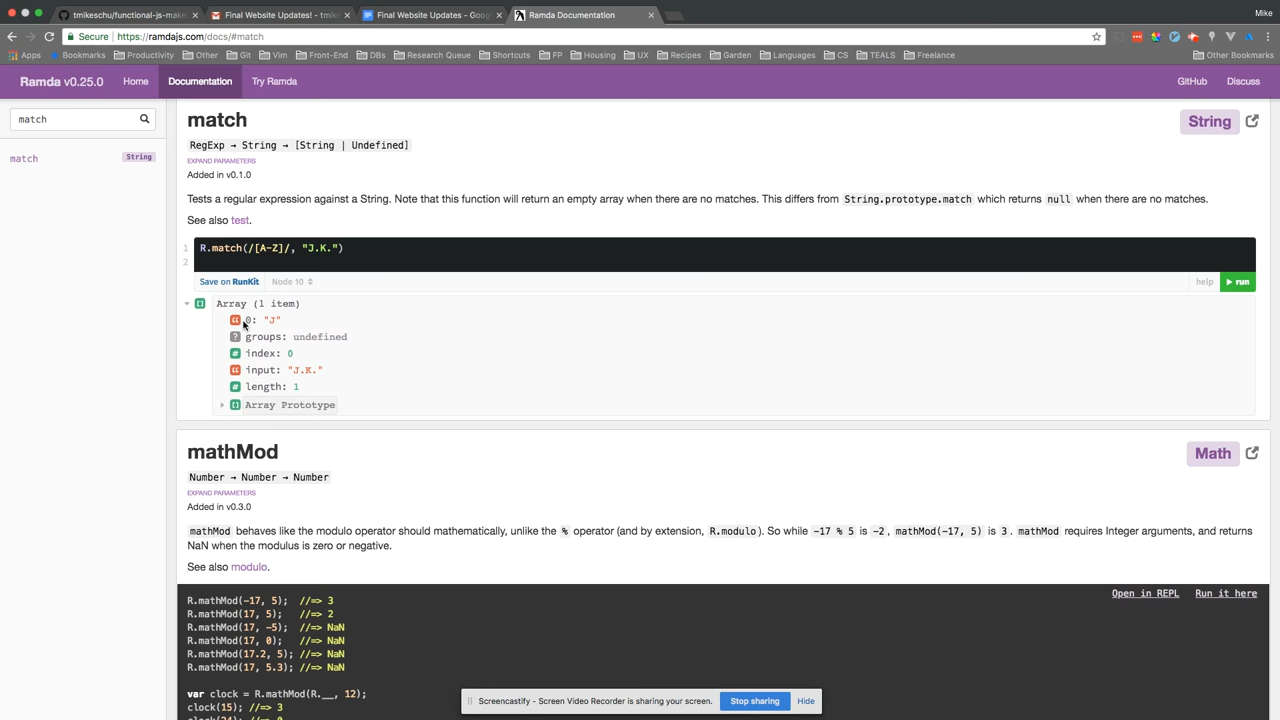 tmikeschu/functional-js-make
Final Website Updates! - tmike
Final Website Updates - Goog
Ramda Documentation
Mike
Secure
https://ramdajs.com/docs/#match
Apps
Bookmarks
Productivity
Other
Git
Vim
Front-End
DBs
Research Queue
Shortcuts
FP
Housing
UX
Recipes
Garden
Languages
CS
TEALS
Freelance
Other Bookmarks
Ramda v0.25.0
Home
Documentation
Try Ramda
GitHub
Discuss
match
match
String
match
String
RegExp → String → [String | Undefined]
EXPAND PARAMETERS
Added in v0.1.0
Tests a regular expression against a String. Note that this function will return an empty array when there are no matches. This differs from String.prototype.match which returns null when there are no matches.
See also test.
1 R.match(/[A-Z]/, "J.K.")
2
Save on RunKit
Node 10
help
run
Array (1 item)
0: "J"
groups: undefined
index: 0
input: "J.K."
length: 1
Array Prototype
mathMod
Math
Number → Number → Number
EXPAND PARAMETERS
Added in v0.3.0
mathMod behaves like the modulo operator should mathematically, unlike the % operator (and by extension, R.modulo). So while -17 % 5 is -2, mathMod(-17, 5) is 3. mathMod requires Integer arguments, and returns
NaN when the modulus is zero or negative.
See also modulo.
Open in REPL
Run it here
R.mathMod(-17, 5);  //=> 3
R.mathMod(17, 5);   //=> 2
R.mathMod(17, -5);  //=> NaN
R.mathMod(17, 0);   //=> NaN
R.mathMod(17.2, 5); //=> NaN
R.mathMod(17, 5.3); //=> NaN
var clock = R.mathMod(R.__, 12);
clock(15); //=> 3
Screencastify - Screen Video Recorder is sharing your screen.
Stop sharing
Hide